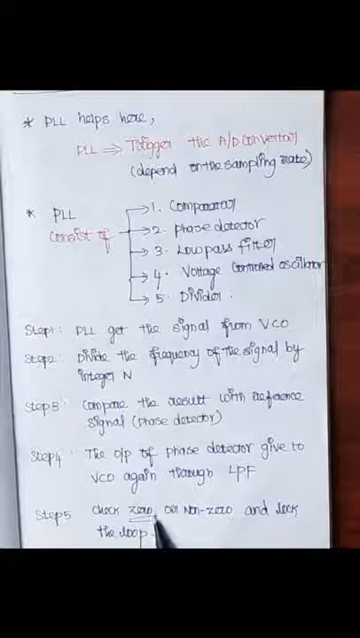 * PLL helps here,
PLL ⇒ Trigger the A/D Convertor
(depend on the sampling rate)
* PLL
Consist of
1. Comparator
2. phase detector
3. Low pass filter
4. Voltage Controlled oscillator
5. Divider.
Step1: PLL get the signal from VCO
Step2: Divide the frequency of the signal by
integer N
Step3: Compare the result with reference
signal (phase detector)
Step4: The o/p of phase detector give to
VCO again through LPF
Step5 Check zero or Non-zero and lock
the loop.